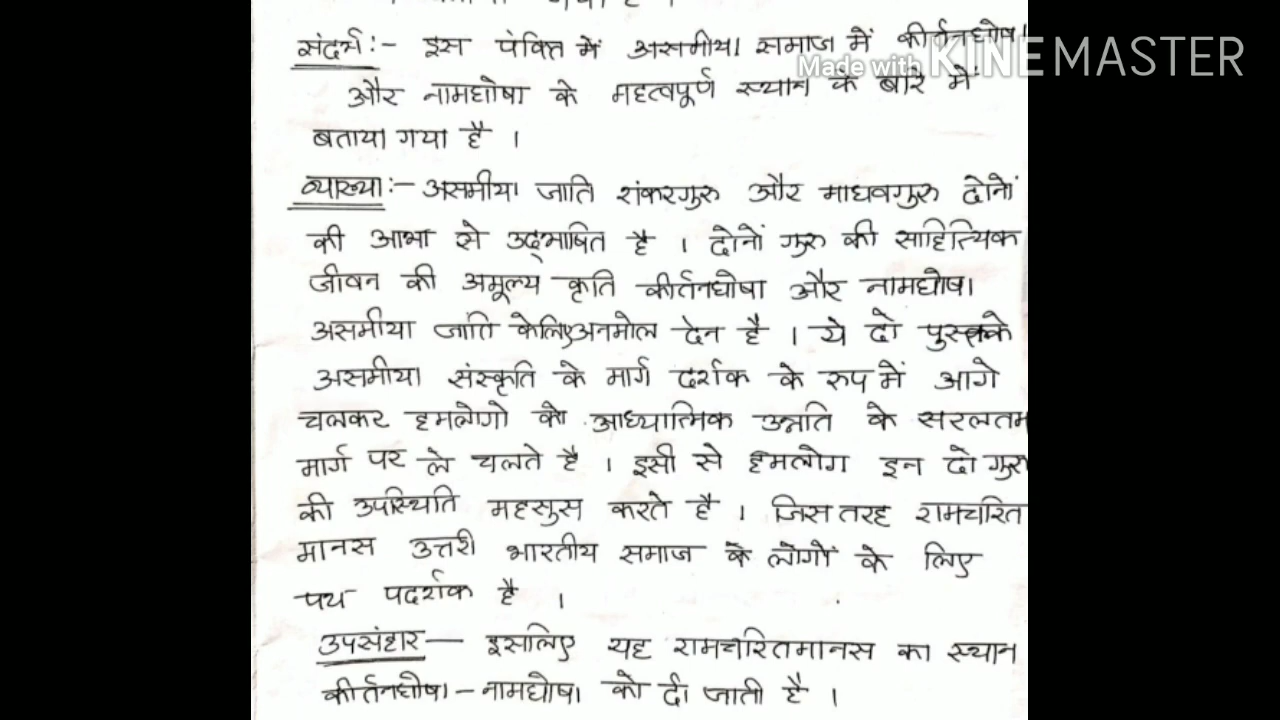 संदर्भ:- इस पंक्ति में असमीया समाज में कीर्तनघोषा
Made with KINEMASTER
और नामघोषा के महत्वपूर्ण स्थान के बारे में
बताया गया है ।
व्याख्या:- असमीया जाति शंकरगुरु और माधवगुरु दोनों
की आभा से उद्भाषित है । दोनों गुरु की साहित्यिक
जीवन की अमूल्य कृति कीर्तनघोषा और नामघोषा
असमीया जाति केलिए अनमोल देन है । ये दो पुस्तके
असमीया संस्कृति के मार्ग दर्शक के रुप में आगे
चलकर हमलोगो को आध्यात्मिक उन्नति के सरलतम
मार्ग पर ले चलते है । इसी से हमलोग इन दो गुरु
की उपस्थिति महसुस करते है । जिस तरह रामचरित
मानस उत्तरी भारतीय समाज के लोगों के लिए
पथ पदर्शक है ।
उपसंहार — इसलिए यह रामचरितमानस का स्थान
कीर्तनघोषा - नामघोषा को दी जाती है ।